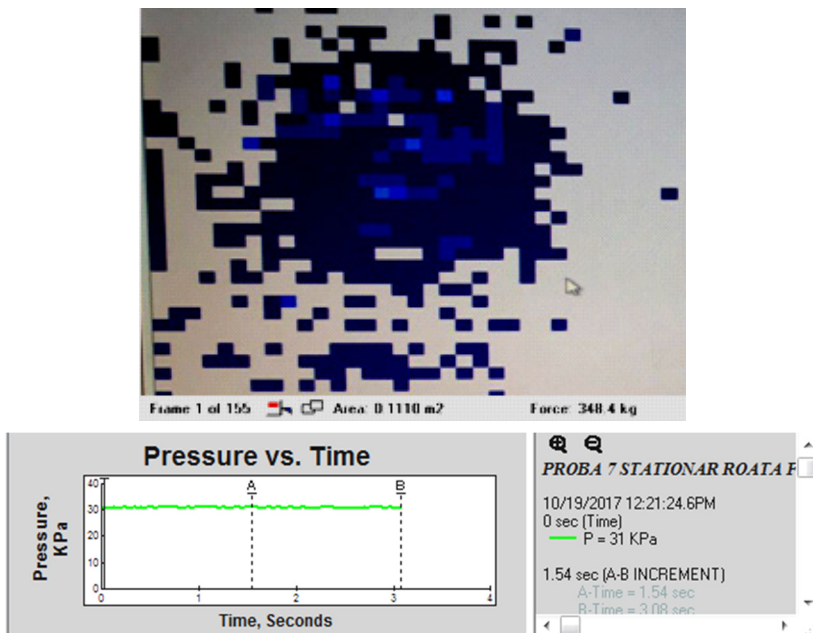 Frame 1 of 155 Area: 0.1110 m2 Force: 348.4 kg
Pressure vs. Time
Pressure, KPa
40
30
20
10
0
A
B
1
2
3
4
Time, Seconds
PROBA 7 STATIONAR ROATA F
10/19/2017 12:21:24.6PM
0 sec (Time)
P = 31 KPa
1.54 sec (A-B INCREMENT)
A-Time = 1.54 sec
B-Time = 3.08 sec